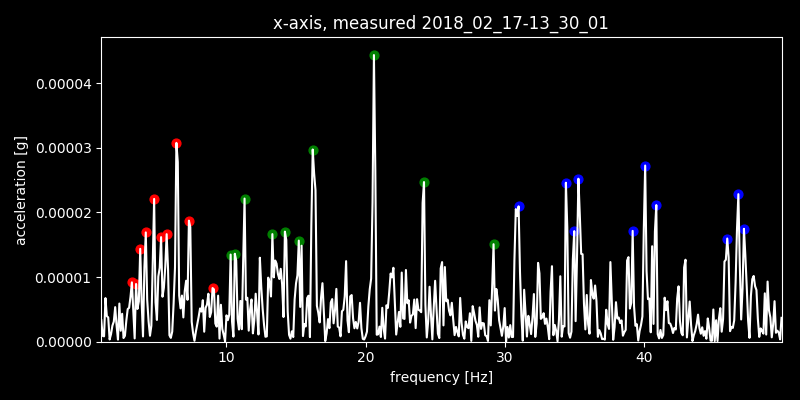 x-axis, measured 2018_02_17-13_30_01
acceleration [g]
0.00004
0.00003
0.00002
0.00001
0.00000
10 20 30 40
frequency [Hz]